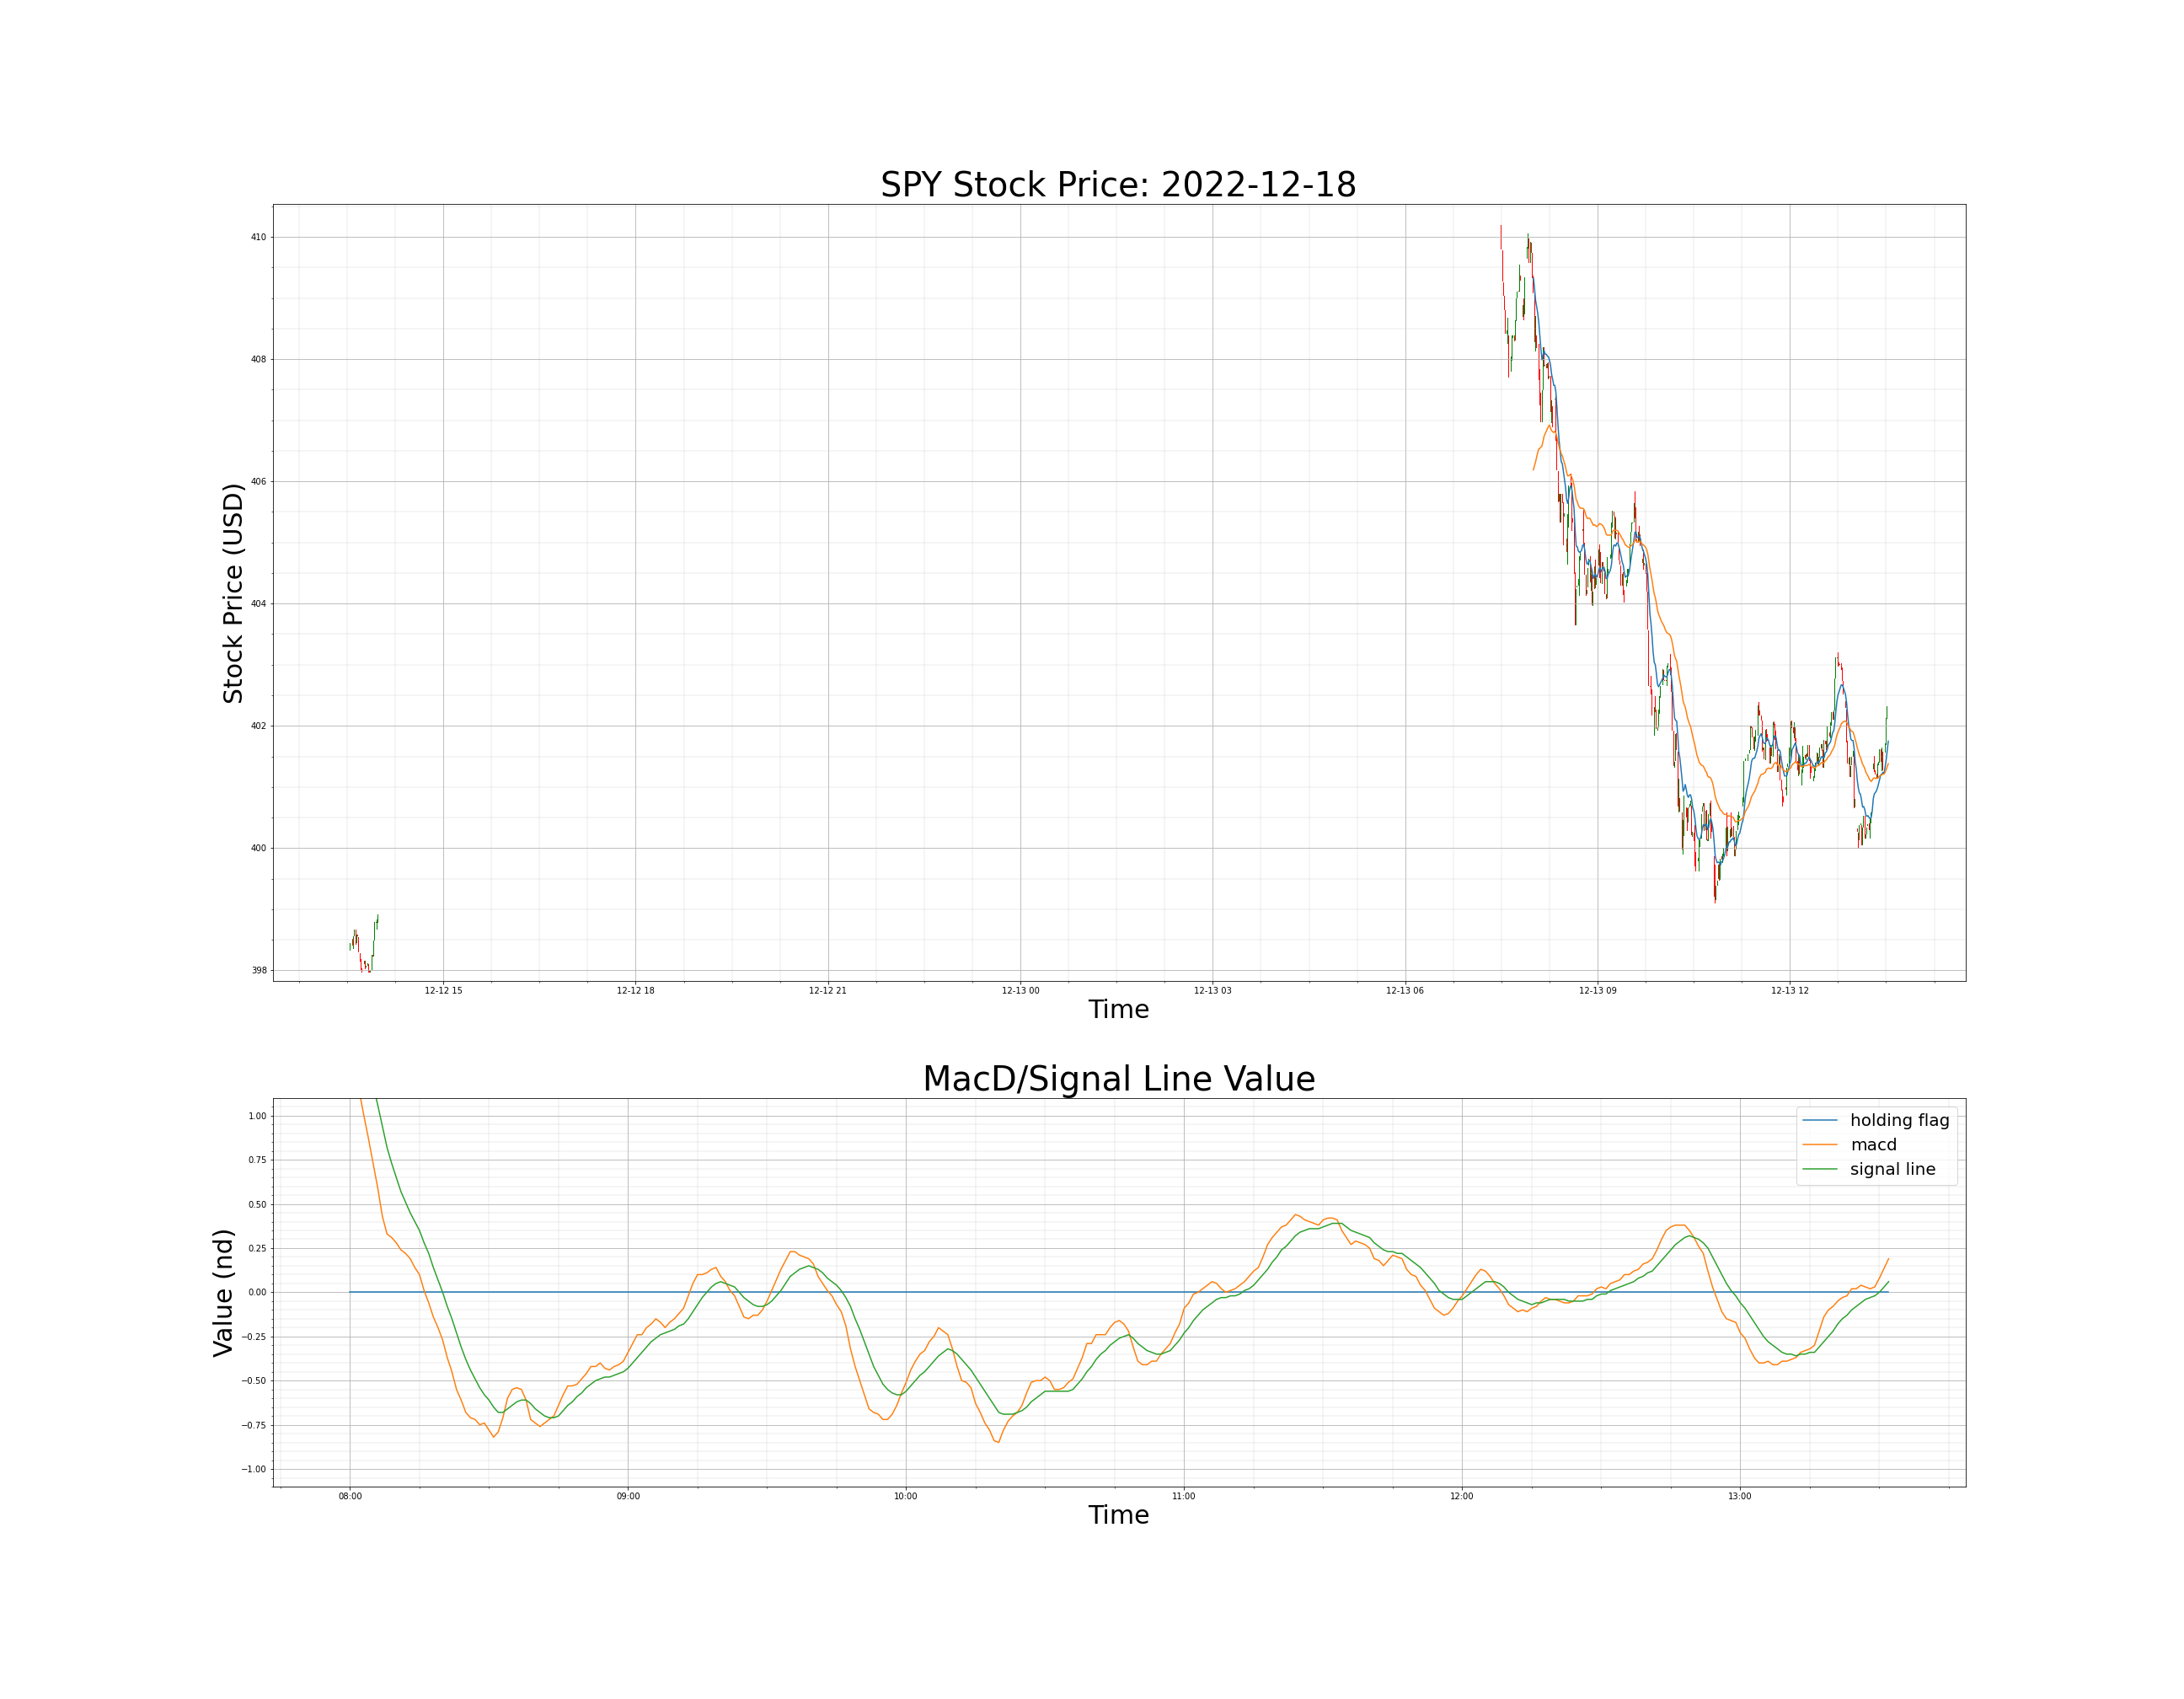 SPY Stock Price: 2022-12-18
410
408
406
404
402
400
398
Stock Price (USD)
12-12 15 12-12 18 12-12 21 12-13 00 12-13 03 12-13 06 12-13 09 12-13 12
Time
MacD/Signal Line Value
1.00
0.75
0.50
0.25
0.00
−0.25
−0.50
−0.75
−1.00
Value (nd)
holding flag
macd
signal line
08:00 09:00 10:00 11:00 12:00 13:00
Time